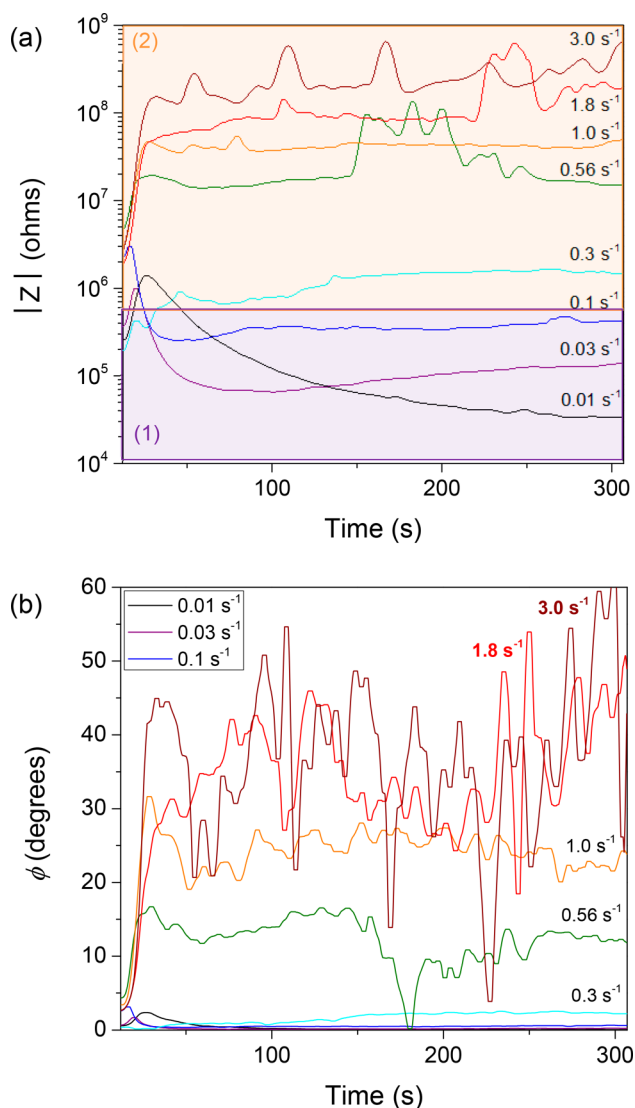 (a)
10⁹
10⁸
10⁷
10⁶
10⁵
10⁴
|Z| (ohms)
(2)
3.0 s⁻¹
1.8 s⁻¹
1.0 s⁻¹
0.56 s⁻¹
0.3 s⁻¹
0.1 s⁻¹
0.03 s⁻¹
0.01 s⁻¹
(1)
100 200 300
Time (s)
(b)
60
50
40
30
20
10
0
ϕ (degrees)
0.01 s⁻¹
0.03 s⁻¹
0.1 s⁻¹
3.0 s⁻¹
1.8 s⁻¹
1.0 s⁻¹
0.56 s⁻¹
0.3 s⁻¹
100 200 300
Time (s)